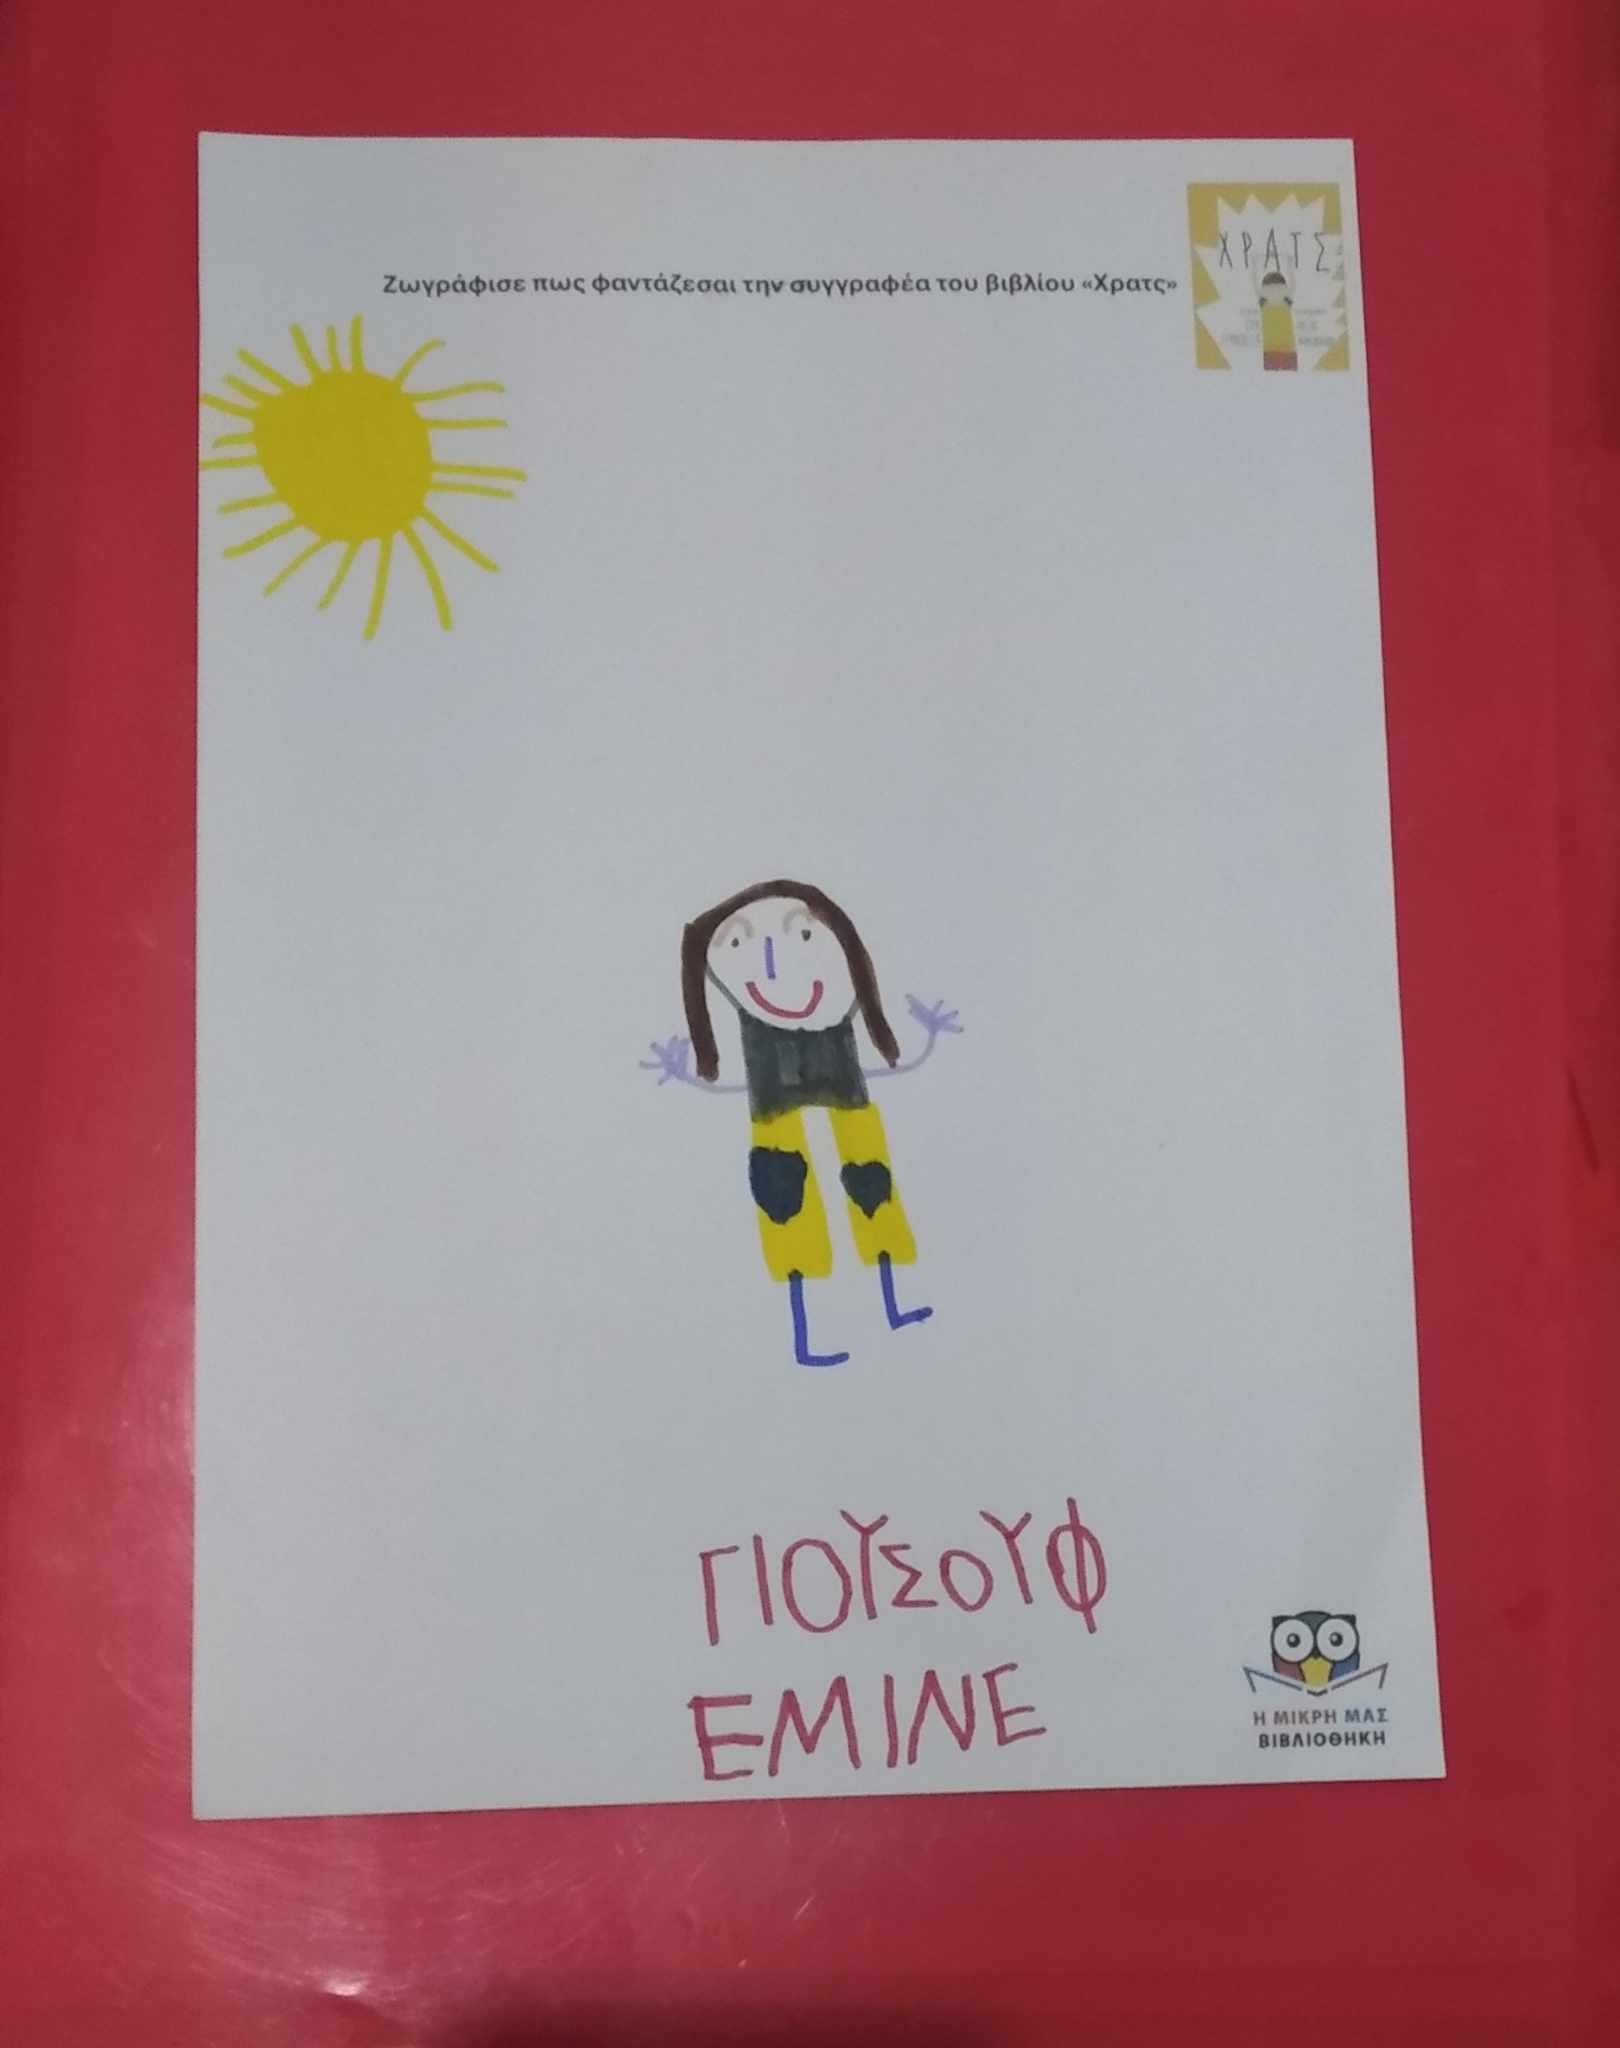 ΧΡΑΤΣ
Ζωγράφισε πως φαντάζεσαι την συγγραφέα του βιβλίου «Χρατς»
ΓΙΟΥΣΟΥΦ
ΕΜΙΝΕ
Η ΜΙΚΡΗ ΜΑΣ
ΒΙΒΛΙΟΘΗΚΗ